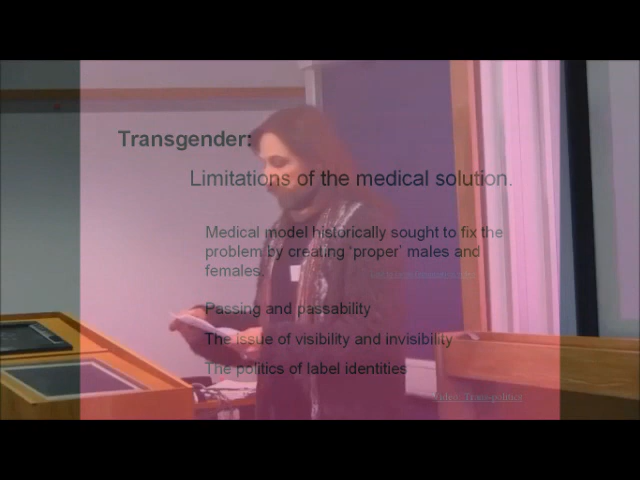 Transgender:
Limitations of the medical solution.
Medical model historically sought to fix the
problem by creating 'proper' males and
females.
Passing and passability
The issue of visibility and invisibility
The politics of label identities
Video: Trans-politics